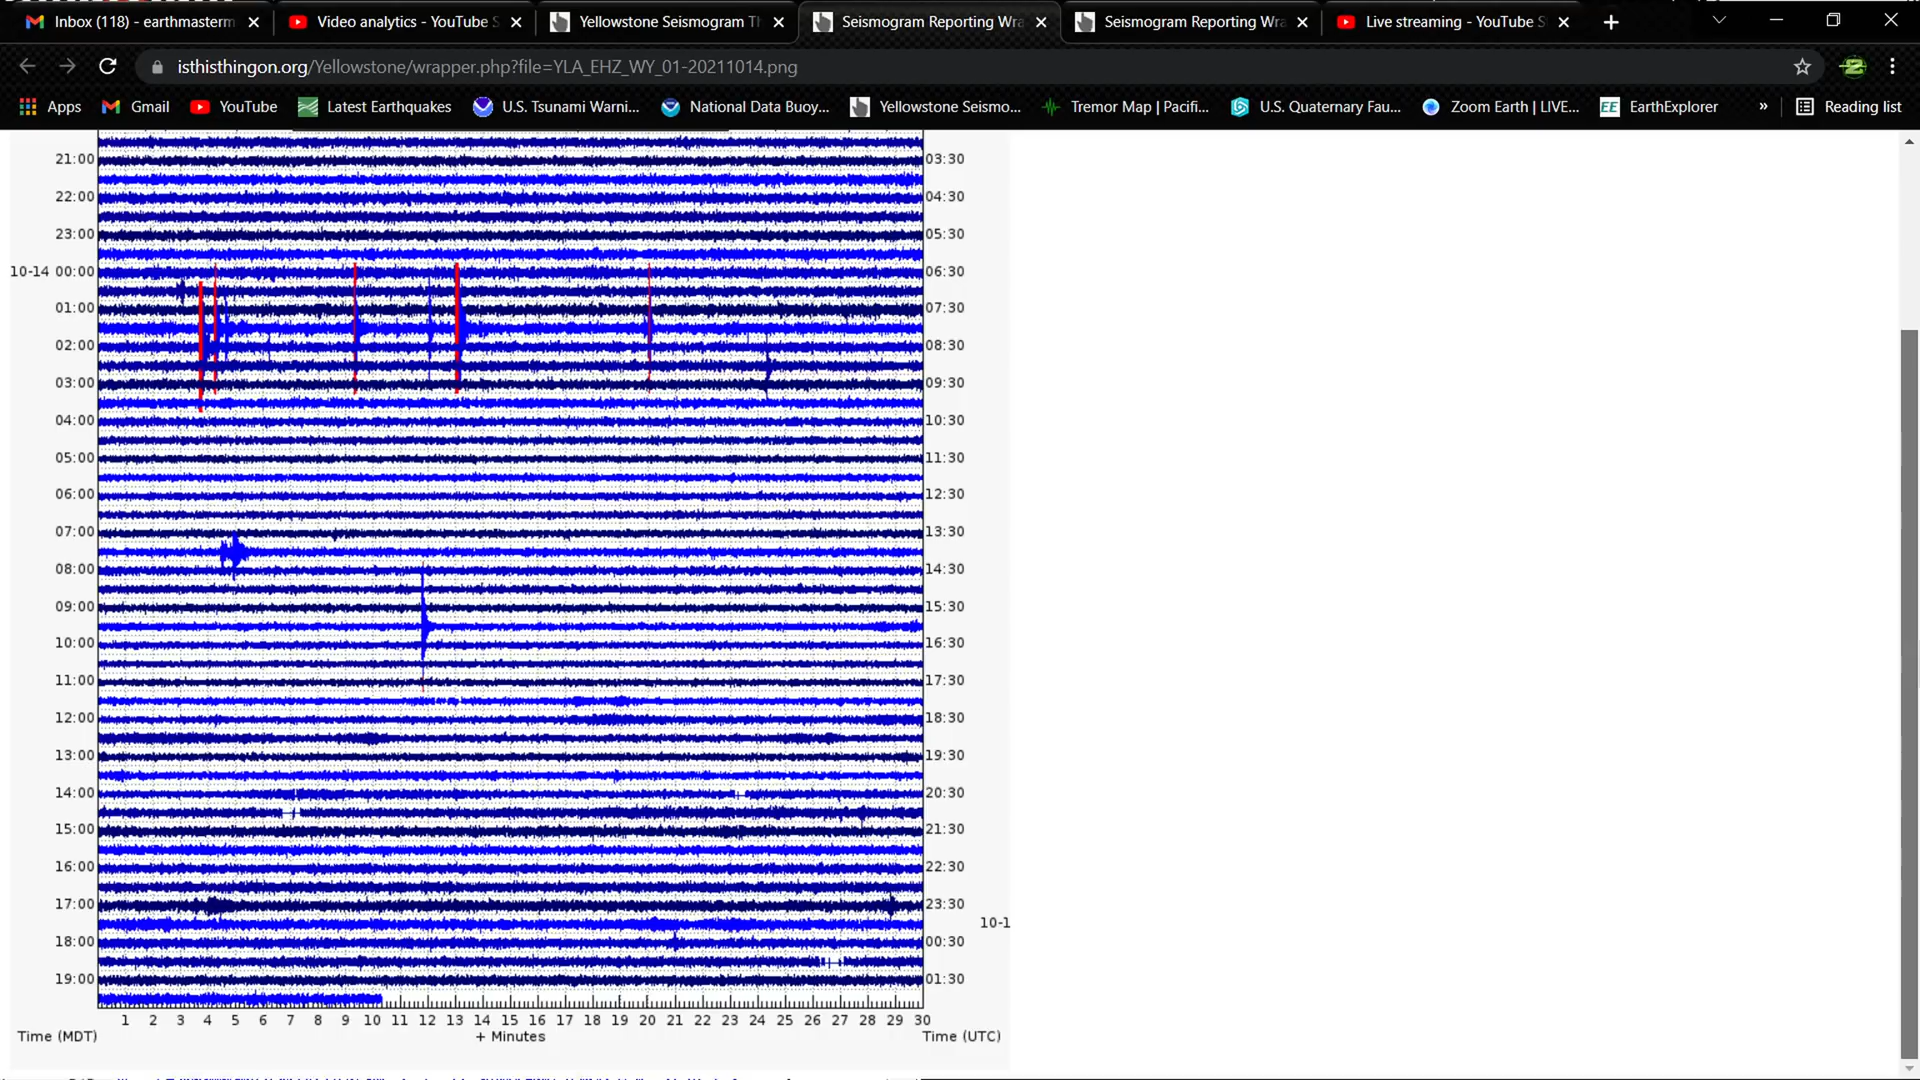 Inbox (118) - earthmasterm
Video analytics - YouTube S
Yellowstone Seismogram Th
Seismogram Reporting Wra
Seismogram Reporting Wra
Live streaming - YouTube S
isthisthingon.org/Yellowstone/wrapper.php?file=YLA_EHZ_WY_01-20211014.png
Apps Gmail YouTube Latest Earthquakes U.S. Tsunami Warni... National Data Buoy... Yellowstone Seismo... Tremor Map | Pacifi... U.S. Quaternary Fau... Zoom Earth | LIVE... EE EarthExplorer » Reading list
21:00 03:30
22:00 04:30
23:00 05:30
10-14 00:00 06:30
01:00 07:30
02:00 08:30
03:00 09:30
04:00 10:30
05:00 11:30
06:00 12:30
07:00 13:30
08:00 14:30
09:00 15:30
10:00 16:30
11:00 17:30
12:00 18:30
13:00 19:30
14:00 20:30
15:00 21:30
16:00 22:30
17:00 23:30
10-1
18:00 00:30
19:00 01:30
1 2 3 4 5 6 7 8 9 10 11 12 13 14 15 16 17 18 19 20 21 22 23 24 25 26 27 28 29 30
Time (MDT) + Minutes Time (UTC)